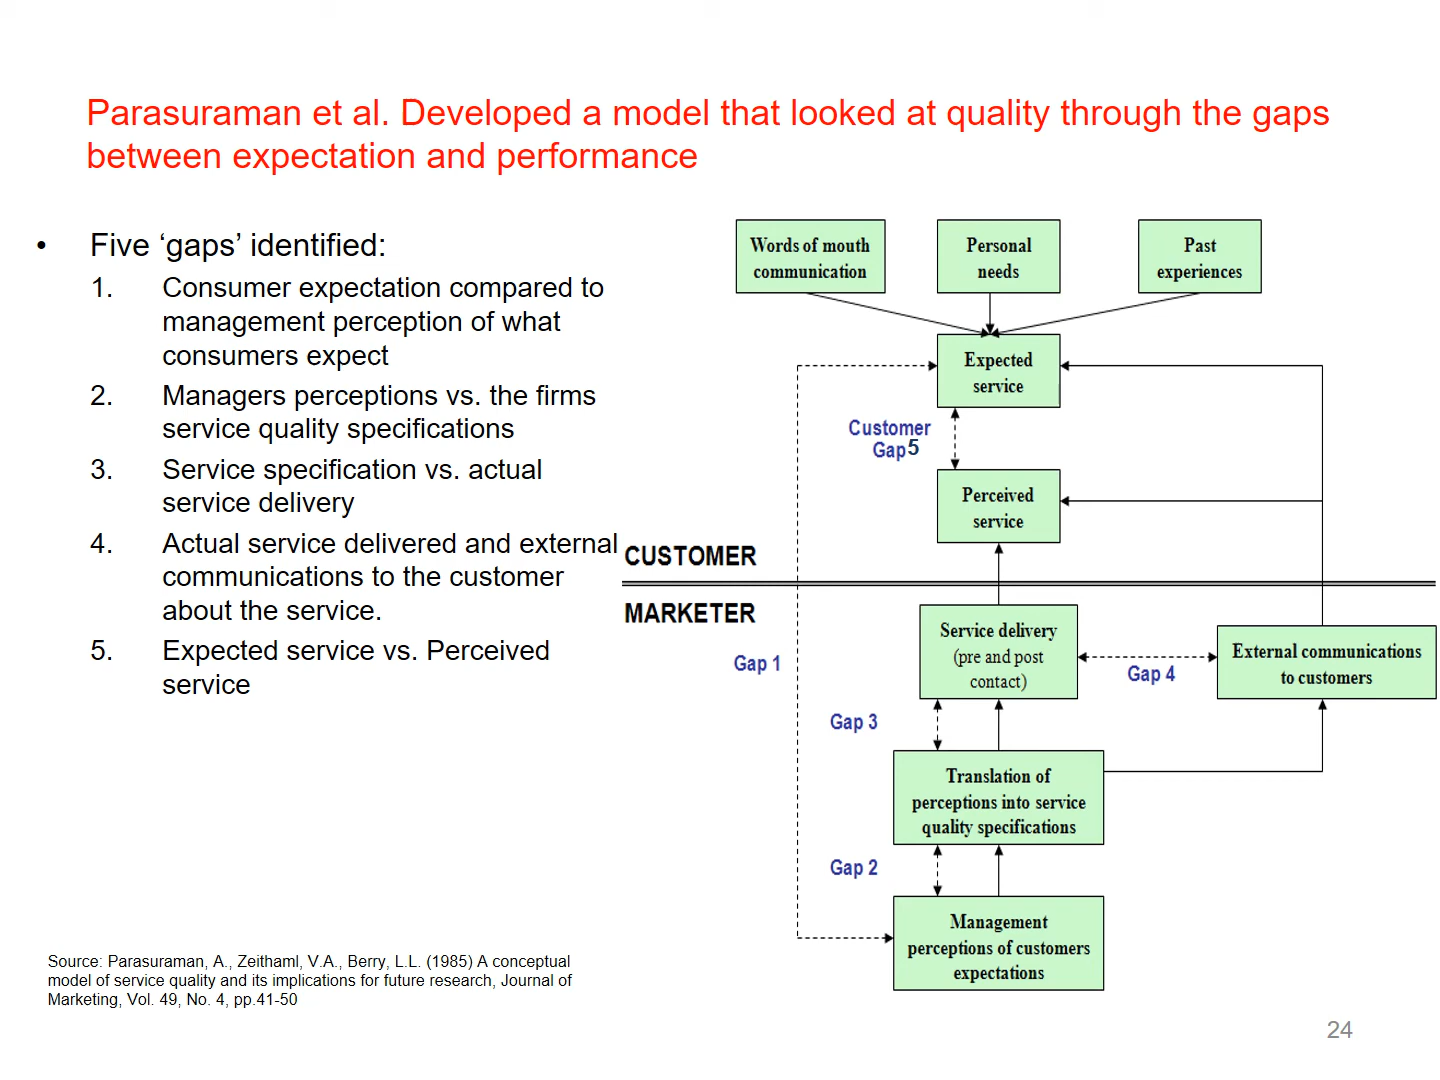 Parasuraman et al. Developed a model that looked at quality through the gaps
between expectation and performance
• Five ‘gaps’ identified:
1. Consumer expectation compared to
management perception of what
consumers expect
2. Managers perceptions vs. the firms
service quality specifications
3. Service specification vs. actual
service delivery
4. Actual service delivered and external
communications to the customer
about the service.
5. Expected service vs. Perceived
service
Source: Parasuraman, A., Zeithaml, V.A., Berry, L.L. (1985) A conceptual
model of service quality and its implications for future research, Journal of
Marketing, Vol. 49, No. 4, pp.41-50
Words of mouth
communication
Personal
needs
Past
experiences
Expected
service
Customer
Gap5
Perceived
service
CUSTOMER
MARKETER
Gap 1
Service delivery
(pre and post
contact)
Gap 4
External communications
to customers
Gap 3
Translation of
perceptions into service
quality specifications
Gap 2
Management
perceptions of customers
expectations
24